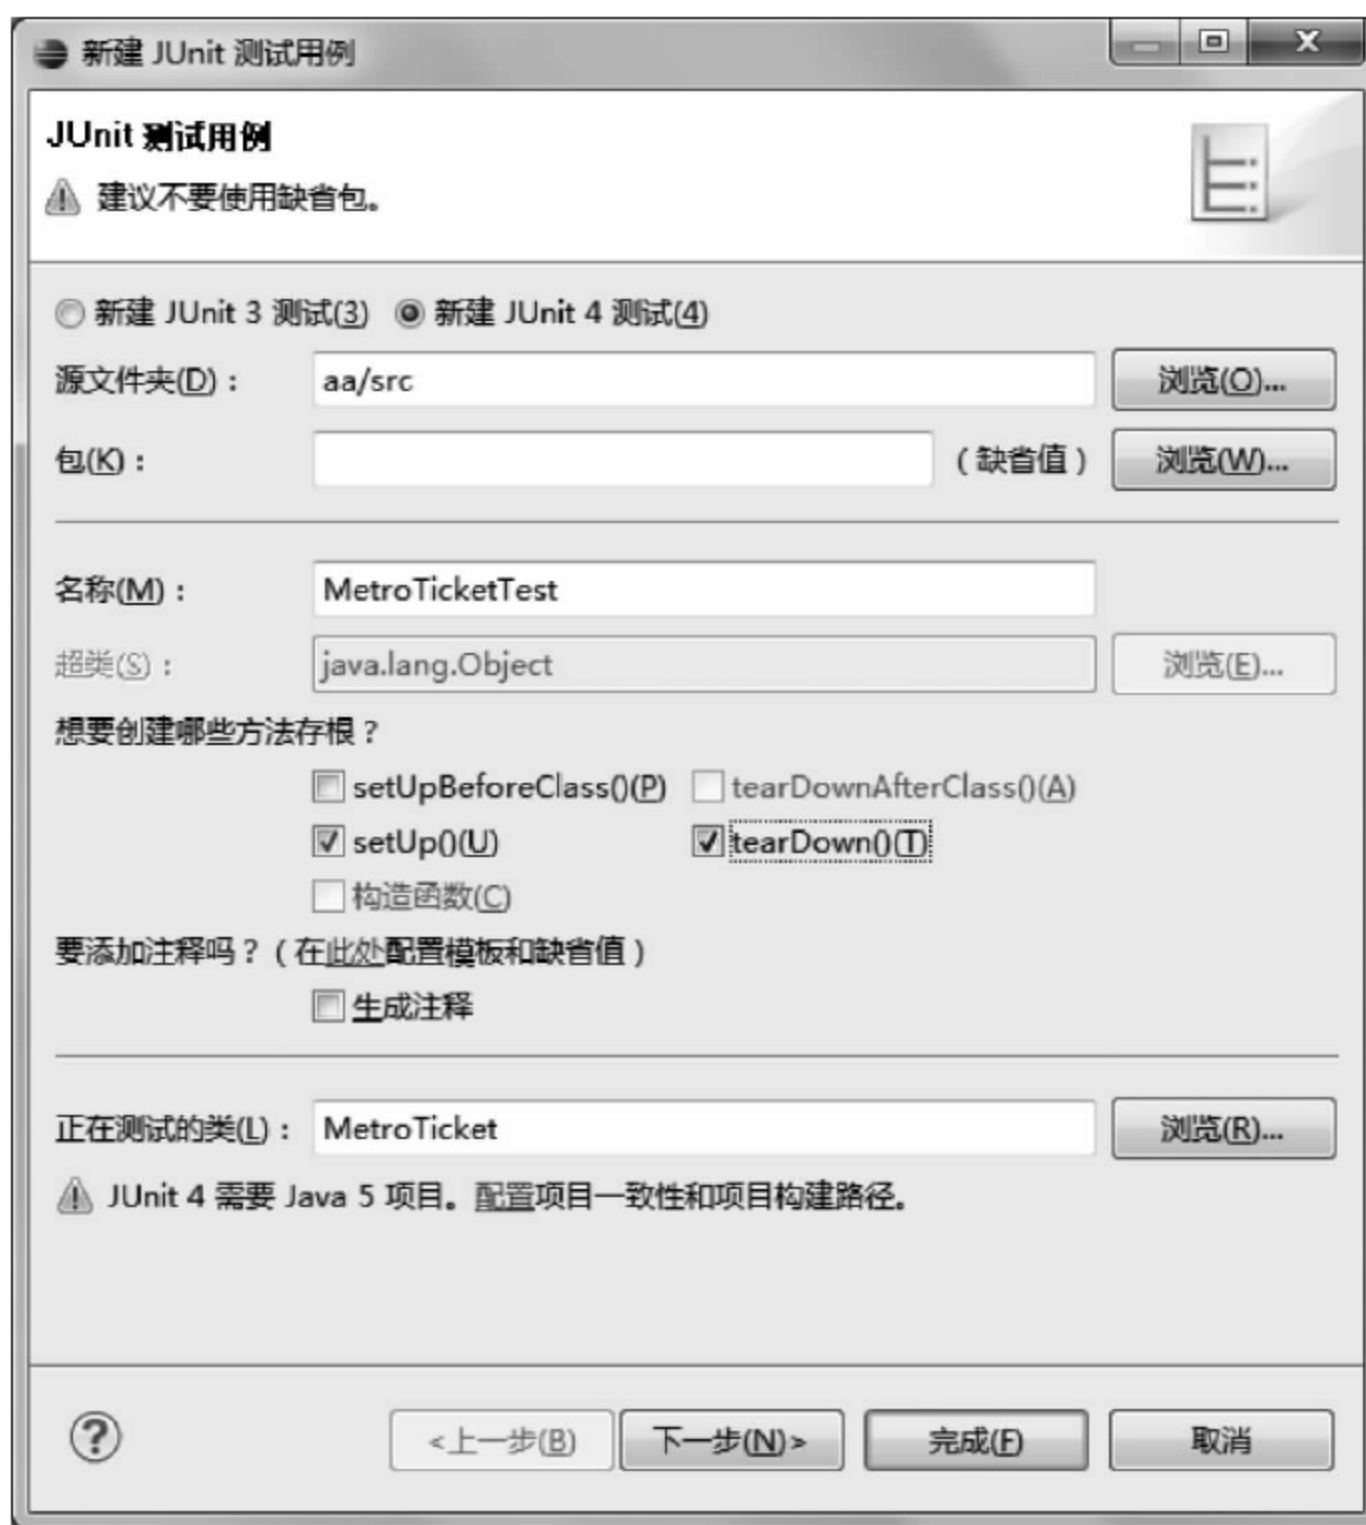 新建 JUnit 测试用例
JUnit 测试用例
建议不要使用缺省包。
新建 JUnit 3 测试(3) 新建 JUnit 4 测试(4)
源文件夹(D)： aa/src 浏览(O)...
包(K)： （缺省值） 浏览(W)...
名称(M)： MetroTicketTest
超类(S)： java.lang.Object 浏览(E)...
想要创建哪些方法存根？
setUpBeforeClass()(P) tearDownAfterClass()(A)
setUp()(U) tearDown()(T)
构造函数(C)
要添加注释吗？（在此处配置模板和缺省值）
生成注释
正在测试的类(L)： MetroTicket 浏览(R)...
JUnit 4 需要 Java 5 项目。配置项目一致性和项目构建路径。
<上一步(B) 下一步(N)> 完成(F) 取消